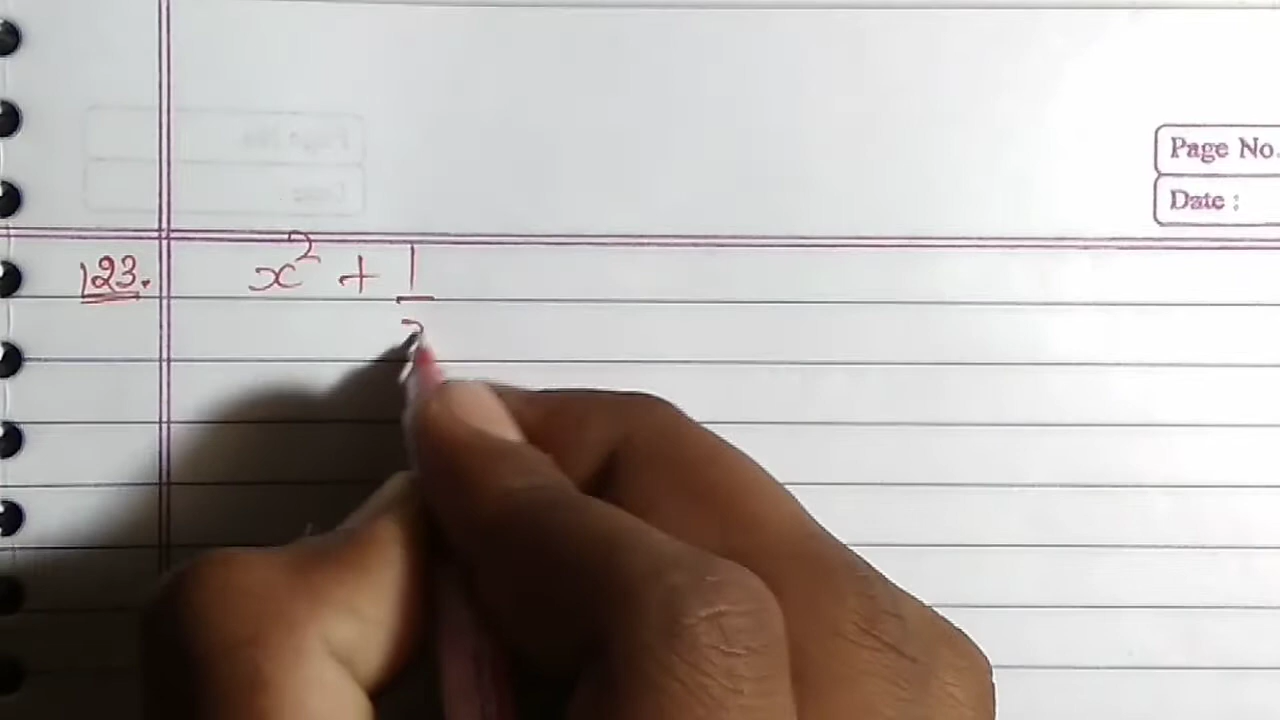 Page No.
Date :
123. x² + 1/